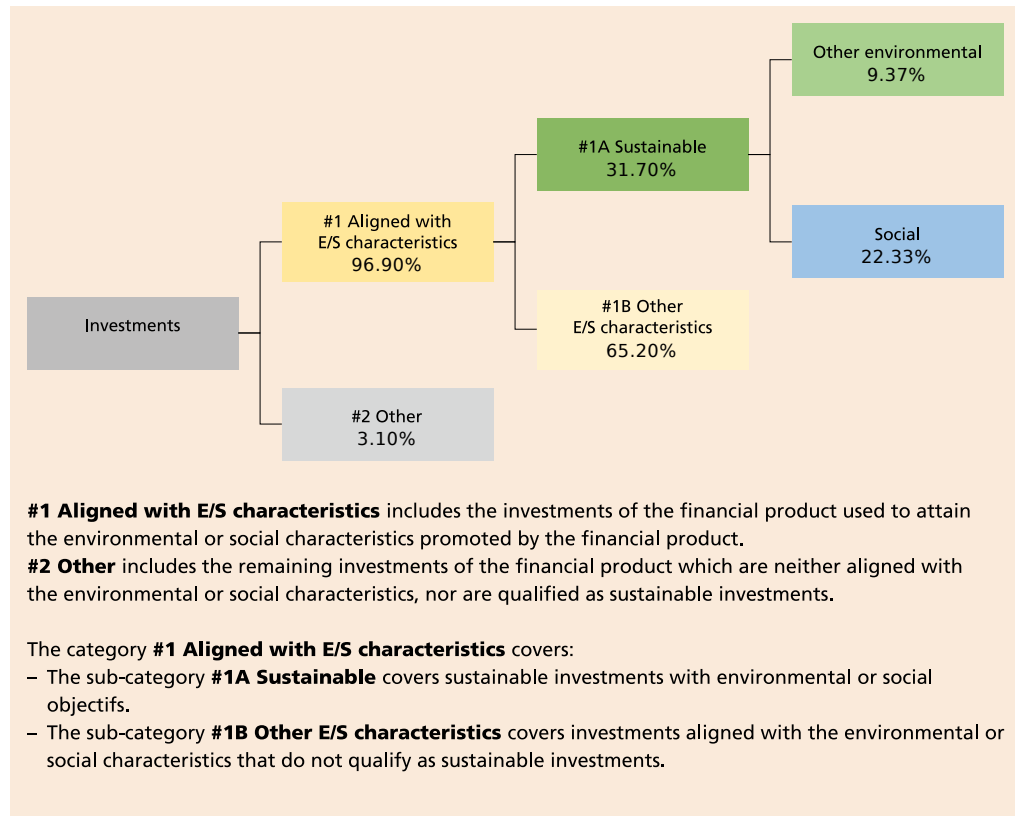 Other environmental
9.37%
#1A Sustainable
31.70%
#1 Aligned with
E/S characteristics
96.90%
Social
22.33%
Investments
#1B Other
E/S characteristics
65.20%
#2 Other
3.10%
#1 Aligned with E/S characteristics includes the investments of the financial product used to attain
the environmental or social characteristics promoted by the financial product.
#2 Other includes the remaining investments of the financial product which are neither aligned with
the environmental or social characteristics, nor are qualified as sustainable investments.
The category #1 Aligned with E/S characteristics covers:
– The sub-category #1A Sustainable covers sustainable investments with environmental or social
objectifs.
– The sub-category #1B Other E/S characteristics covers investments aligned with the environmental or
social characteristics that do not qualify as sustainable investments.